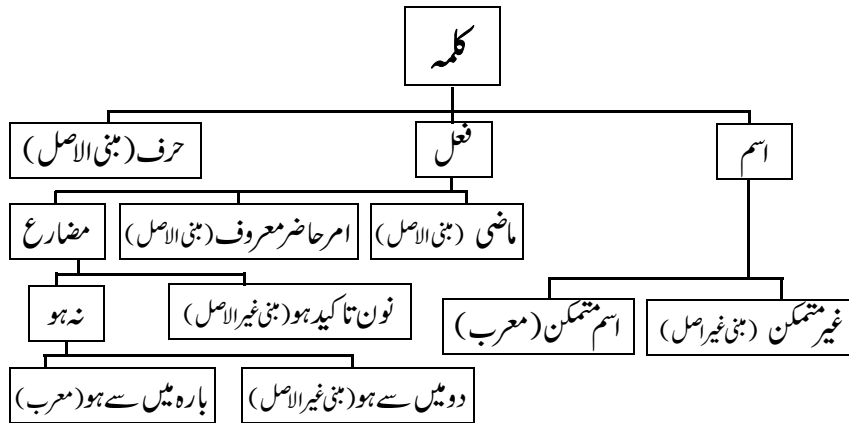 کلمہ
اسم
فعل
حرف (مبنی الاصل)
ماضی (مبنی الاصل)
امر حاضر معروف (مبنی الاصل)
مضارع
نون تاکید ہو (مبنی غیر الاصل)
نہ ہو
غیر متمکن (مبنی غیر اصل)
اسم متمکن (معرب)
دو میں سے ہو (مبنی غیر الاصل)
بارہ میں سے ہو (معرب)